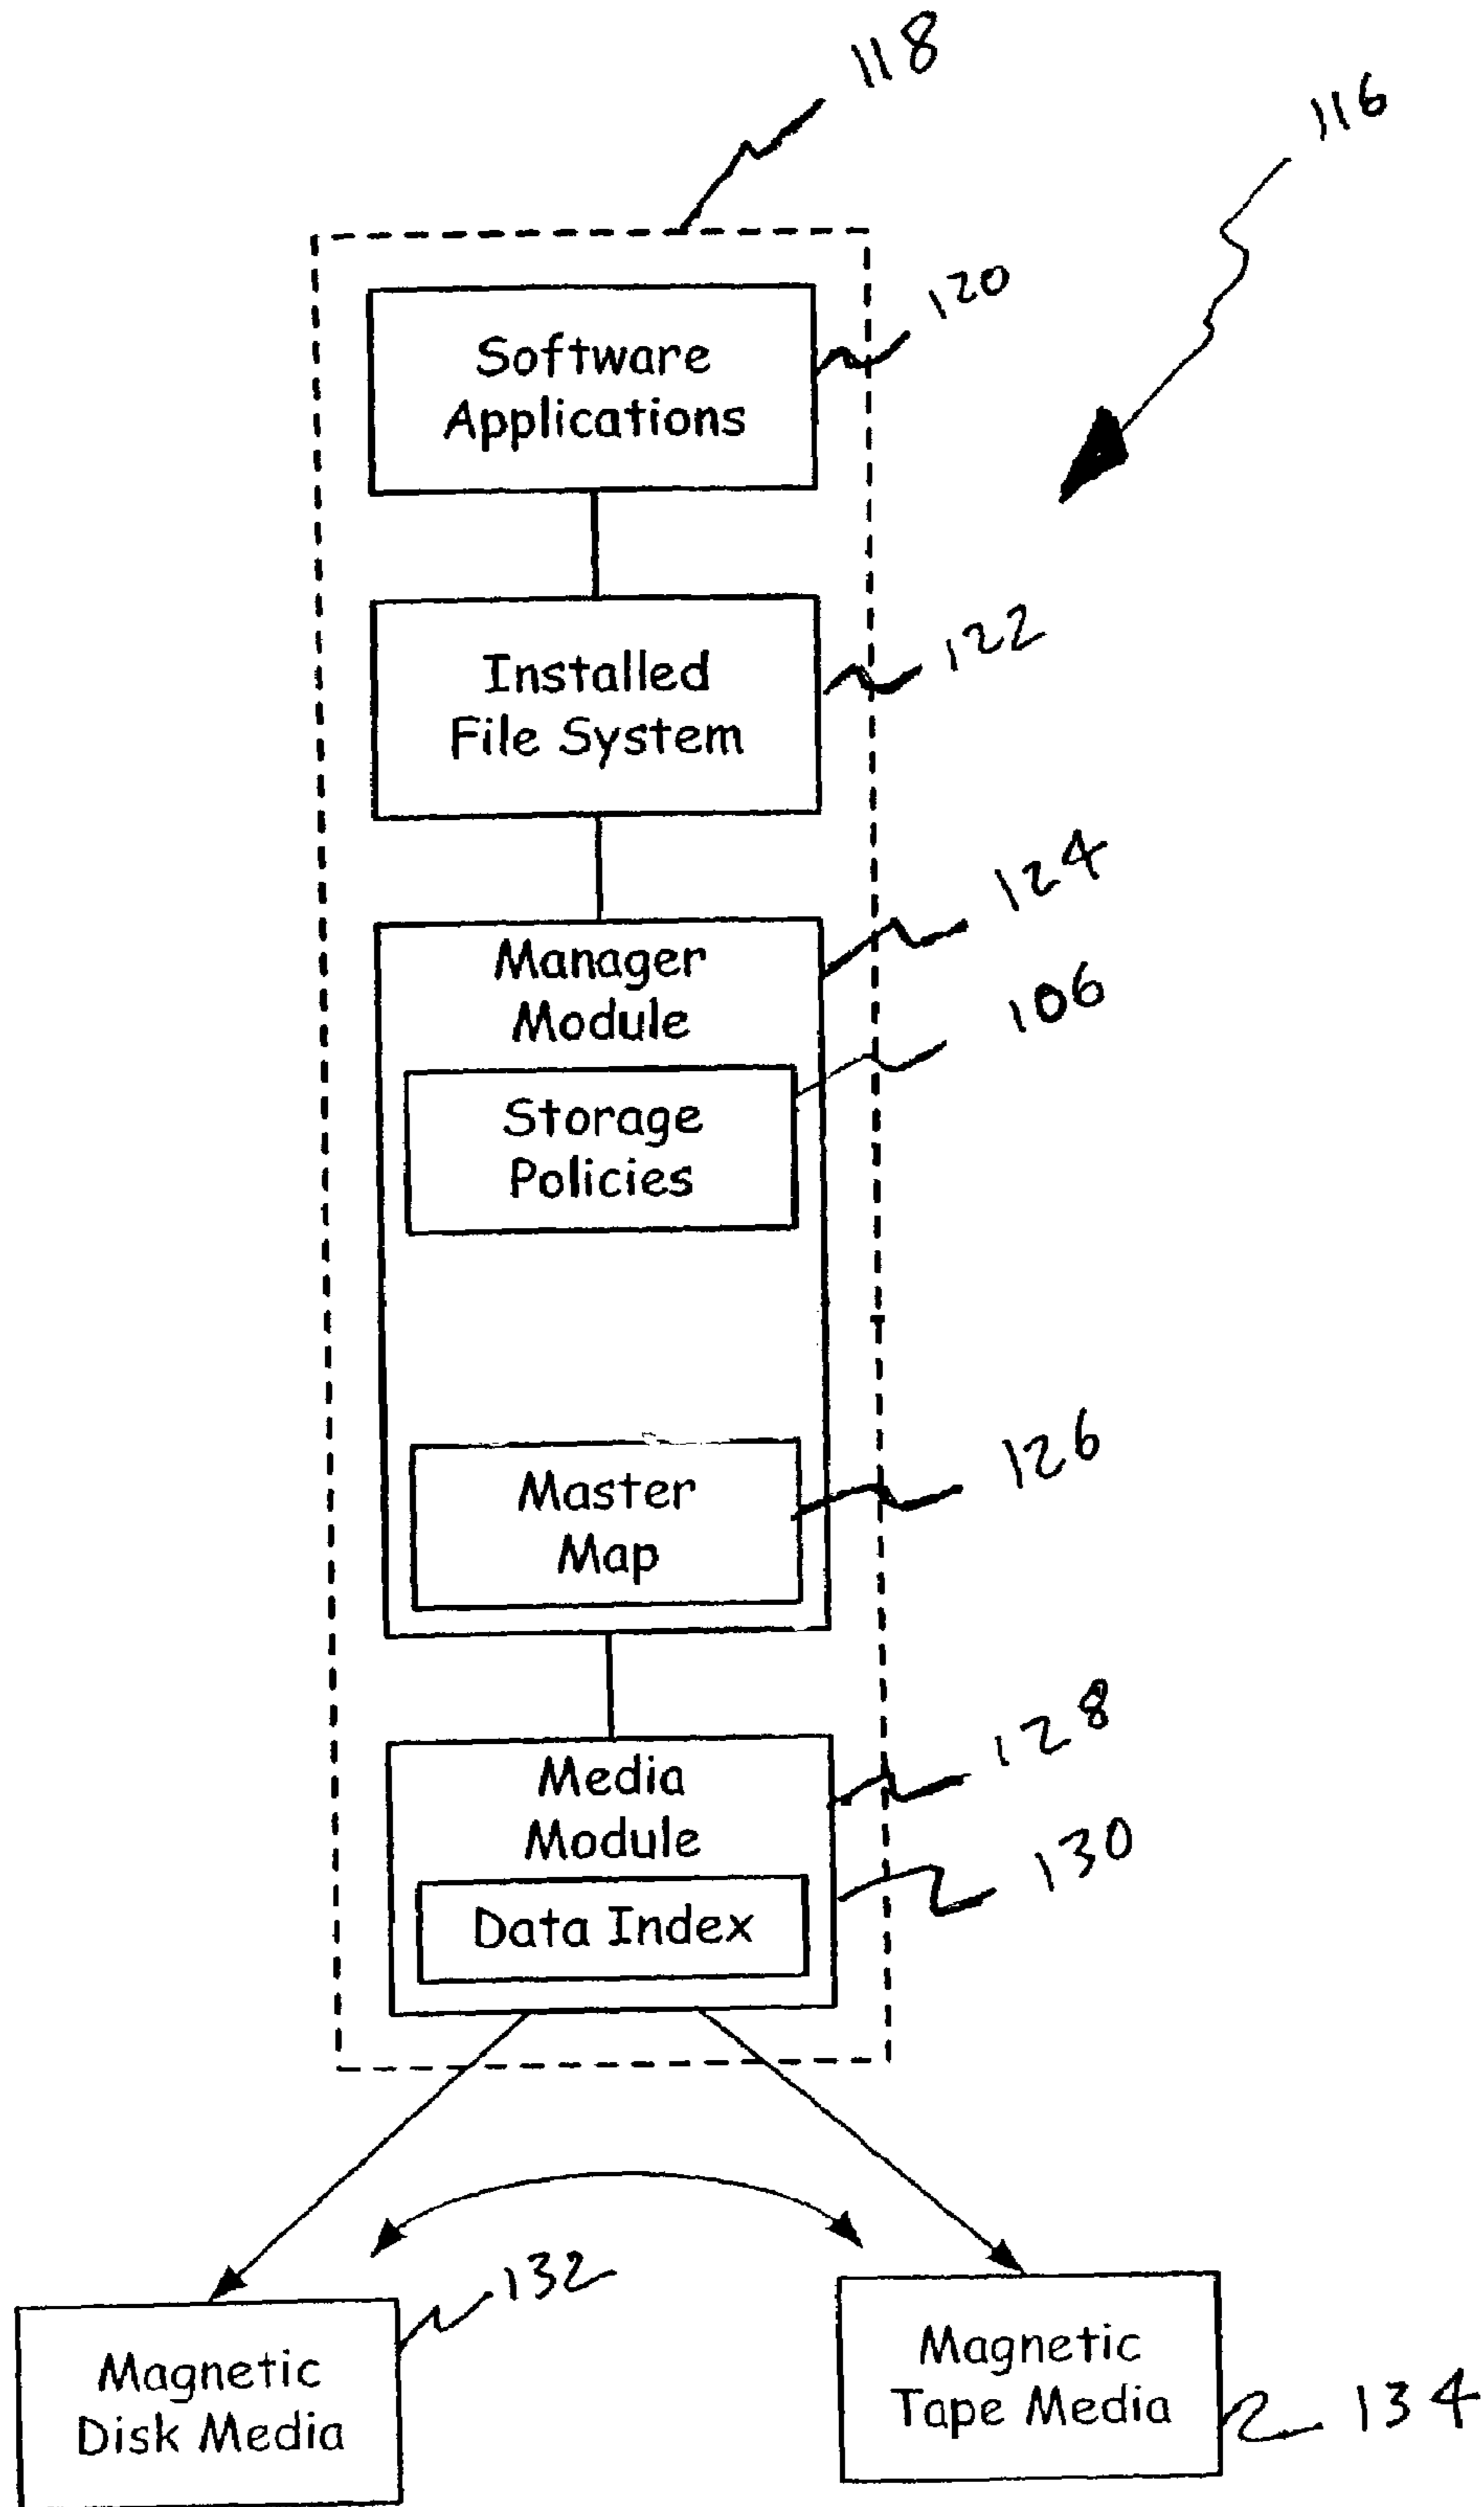 118
116
120
Software
Applications
122
Installed
File System
124
Manager
Module
106
Storage
Policies
126
Master
Map
128
Media
Module
130
Data Index
132
Magnetic
Disk Media
Magnetic
Tape Media
134